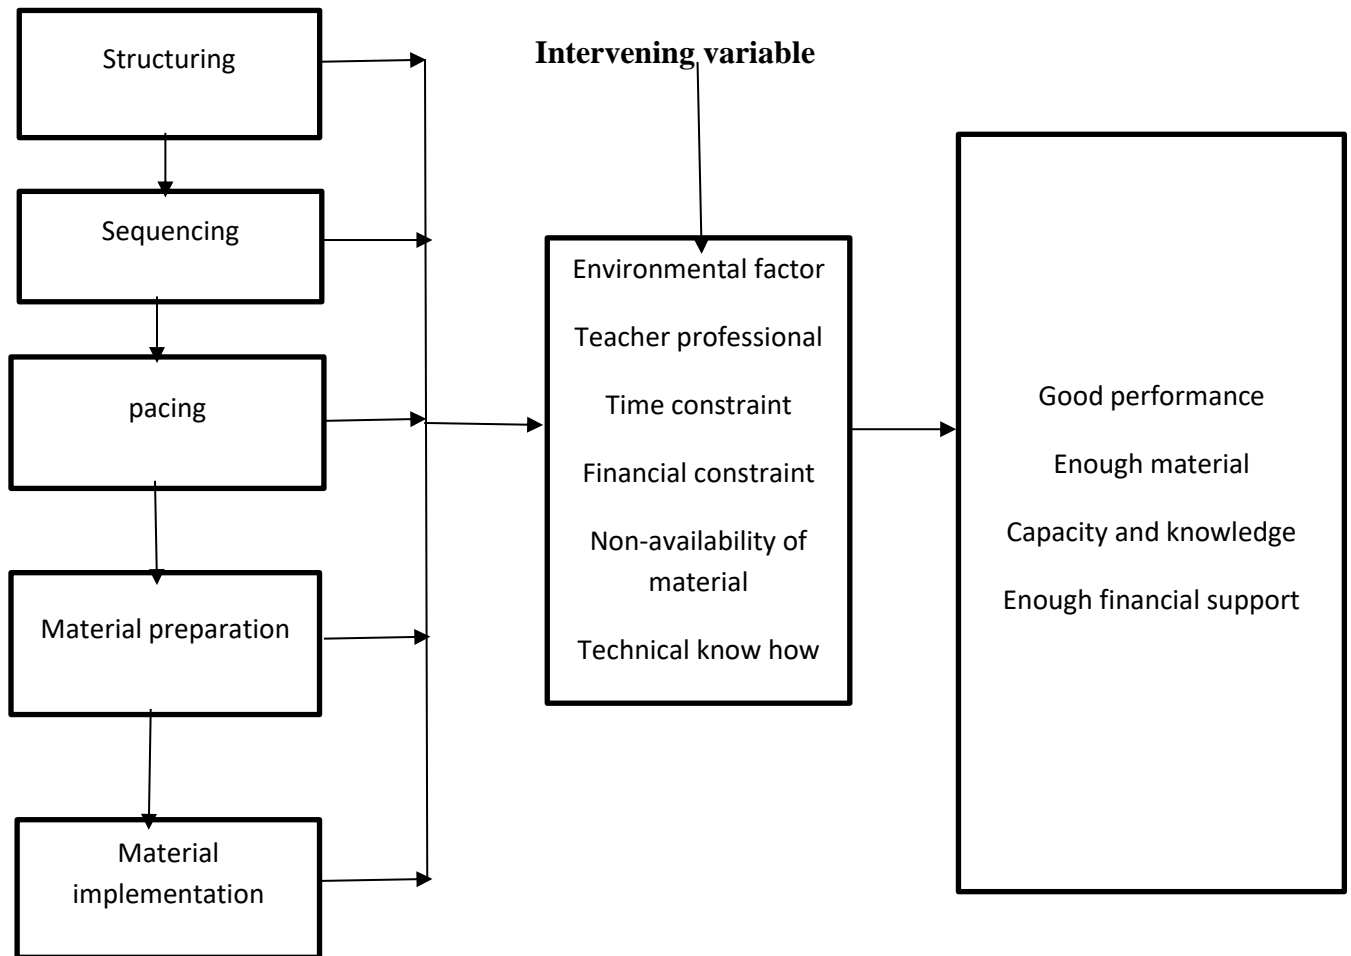 Structuring
Intervening variable
Sequencing
pacing
Material preparation
Material
implementation
Environmental factor
Teacher professional
Time constraint
Financial constraint
Non-availability of
material
Technical know how
Good performance
Enough material
Capacity and knowledge
Enough financial support